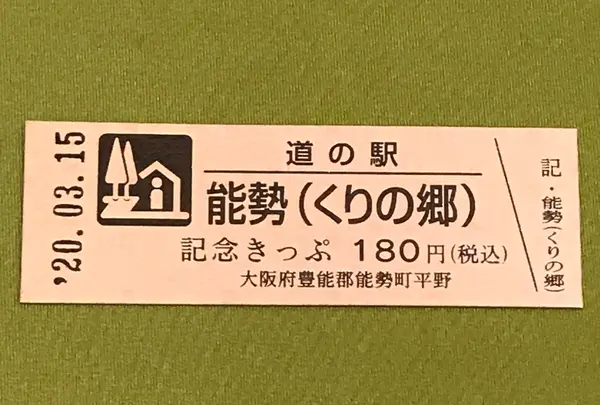 '20.03.15
道の駅
能勢(くりの郷)
記念きっぷ 180円(税込)
大阪府豊能郡能勢町平野
記・能勢(くりの郷)